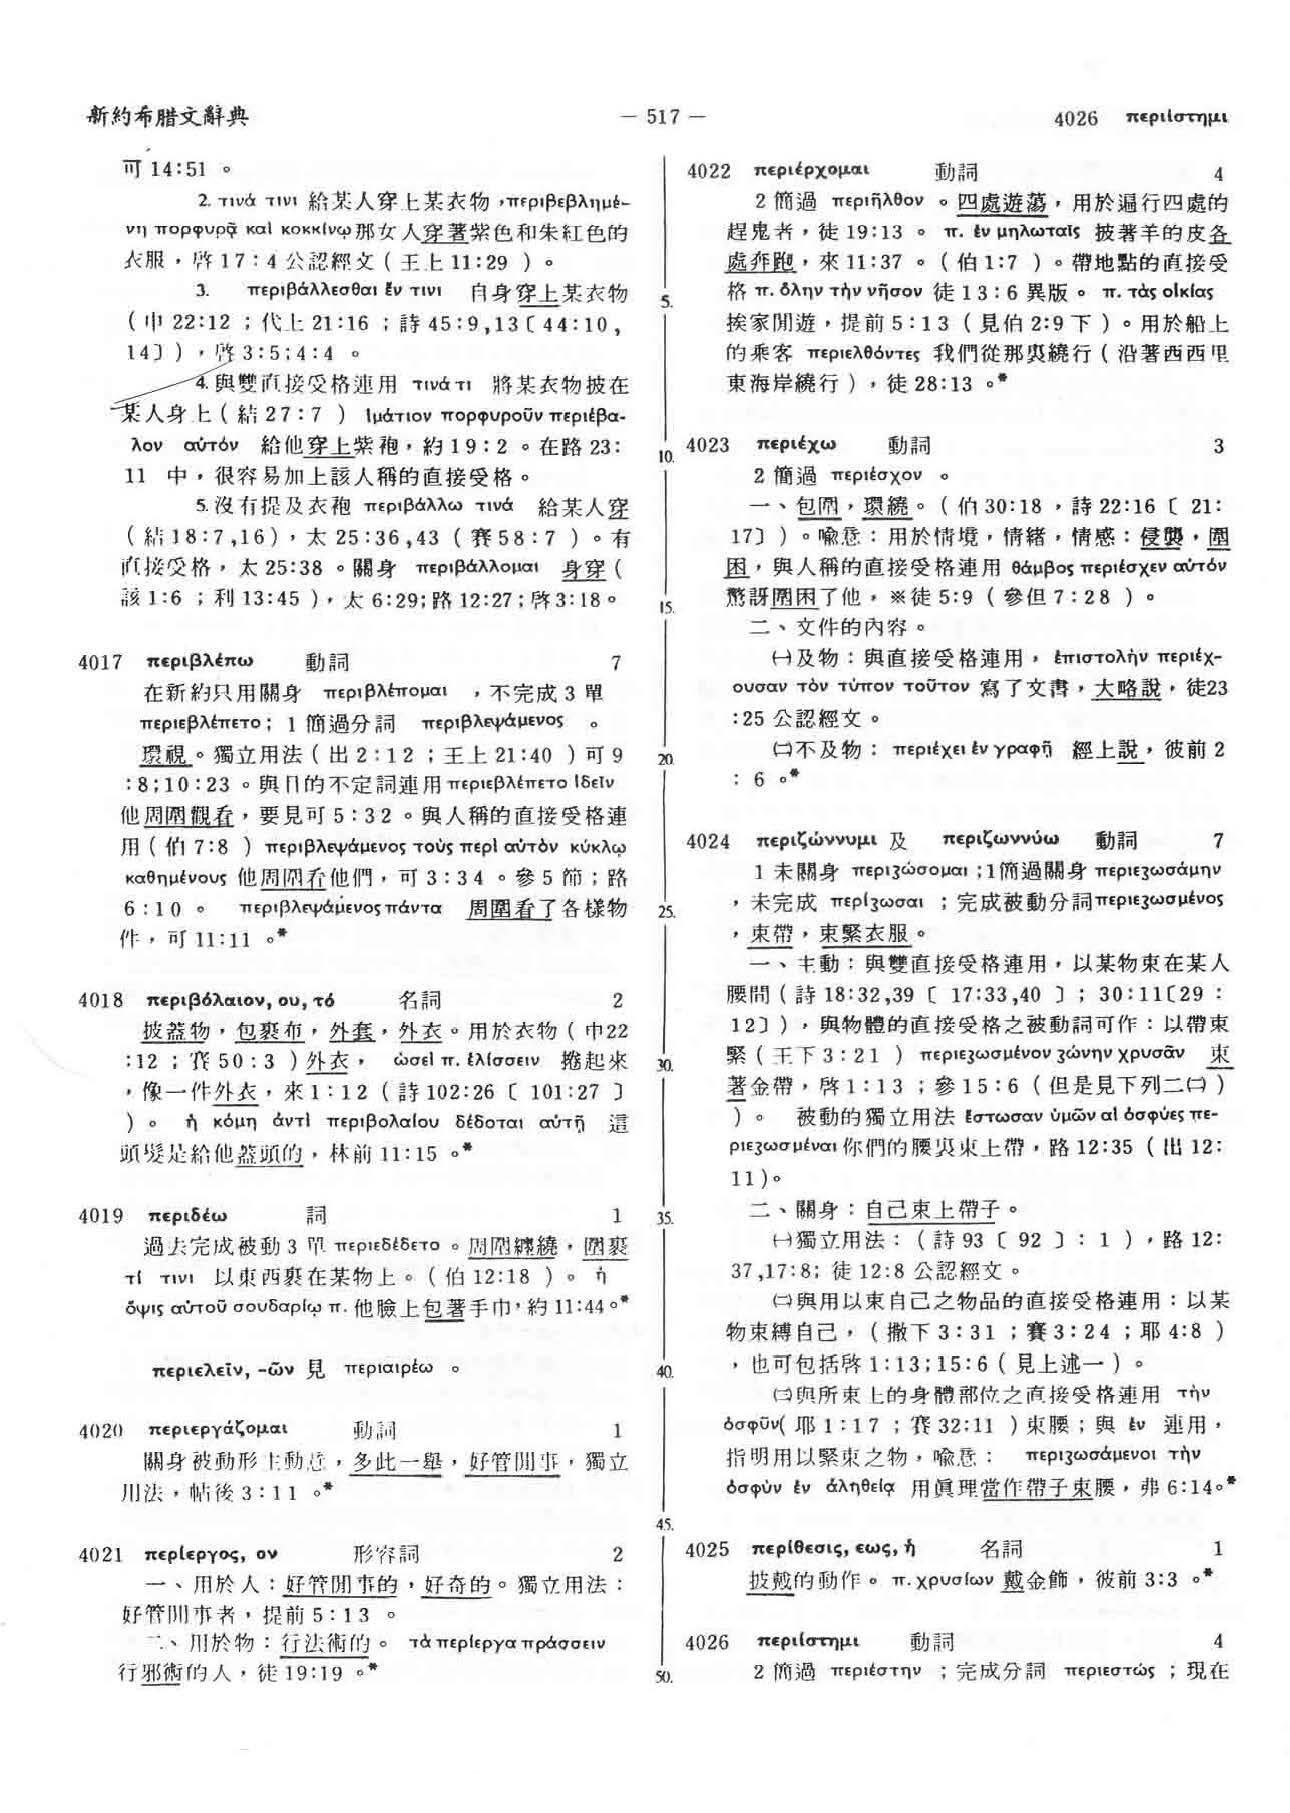 新約希腊文辭典
— 517 —
4026 περιΐστημι
可 14:51 。
2. τινά τινι 給某人穿上某衣物,περιβεβλημέ-
νη πορφυρᾷ καὶ κοκκίνῳ那女人穿著紫色和朱紅色的
衣服,啓 17:4 公認經文(王上 11:29 )。
3. περιβάλλεσθαι ἔν τινι 自身穿上某衣物
(申 22:12 ;代上 21:16 ;詩 45:9,13〔 44:10,
14〕),啓 3:5;4:4 。
4. 與雙直接受格連用 τινά τι 將某衣物披在
某人身上(結 27:7 ) ἱμάτιον πορφυροῦν περιέβα-
λον αὐτόν 給他穿上紫袍,約 19:2 。在路 23:
11 中,很容易加上該人稱的直接受格。
5. 沒有提及衣袍 περιβάλλω τινά 給某人穿
(結 18:7,16),太 25:36,43 (賽 58:7 )。有
直接受格,太 25:38 。關身 περιβάλλομαι 身穿(
該 1:6 ;利 13:45 ),太 6:29;路 12:27;啓 3:18。
4017 περιβλέπω 動詞 7
在新約只用關身 περιβλέπομαι ,不完成 3 單
περιεβλέπετο; 1 簡過分詞 περιβλεψάμενος 。
環視。獨立用法(出 2:12 ;王上 21:40 )可 9
:8;10:23 。與目的不定詞連用 περιεβλέπετο ἰδεῖν
他周圍觀看,要見可 5:32 。與人稱的直接受格連
用(伯 7:8 ) περιβλεψάμενος τοὺς περὶ αὐτὸν κύκλῳ
καθημένους 他周圍看他們,可 3:34 。參 5 節;路
6:10 。 περιβλεψάμενος πάντα 周圍看了各樣物
件,可 11:11 。*
4018 περιβόλαιον, ου, τό 名詞 2
披蓋物,包裹布,外套,外衣。用於衣物(申22
:12 ;賽 50:3 )外衣, ὡσεὶ π. ἑλίσσειν 捲起來
,像一件外衣,來 1:12 (詩 102:26 〔 101:27 〕
)。 ἡ κόμη ἀντὶ περιβολαίου δέδοται αὐτῇ 這
頭髮是給他蓋頭的,林前 11:15 。*
4019 περιδέω 詞 1
過去完成被動 3 單 περιεδέδετο 。周圍纏繞,圍裹
τί τινι 以東西裹在某物上。(伯 12:18 )。 ἡ
ὄψις αὐτοῦ σουδαρίῳ π. 他臉上包著手巾,約 11:44。*
περιελεῖν, -ῶν 見 περιαιρέω 。
4020 περιεργάζομαι 動詞 1
關身被動形主動意,多此一舉,好管閒事,獨立
用法,帖後 3:11 。*
4021 περίεργος, ον 形容詞 2
一、用於人:好管閒事的,好奇的。獨立用法:
好管閒事者,提前 5:13 。
二、用於物:行法術的。 τὰ περίεργα πράσσειν
行邪術的人,徒 19:19 。*
5.
10.
15.
20.
25.
30.
35.
40.
45.
50.
4022 περιέρχομαι 動詞 4
2 簡過 περιῆλθον 。四處遊蕩,用於遍行四處的
趕鬼者,徒 19:13 。 π. ἐν μηλωταῖς 披著羊的皮各
處奔跑,來 11:37 。(伯 1:7 )。帶地點的直接受
格 π. ὅλην τὴν νῆσον 徒 13:6 異版。 π. τὰς οἰκίας
挨家閒遊,提前 5:13 (見伯 2:9 下)。用於船上
的乘客 περιελθόντες 我們從那裏繞行(沿著西西里
東海岸繞行),徒 28:13 。*
4023 περιέχω 動詞 3
2 簡過 περιέσχον 。
一、包圍,環繞。(伯 30:18 ,詩 22:16 〔 21:
17〕)。喩意:用於情境,情緒,情感:侵襲,圍
困,與人稱的直接受格連用 θάμβος περιέσχεν αὐτόν
驚訝圍困了他,※徒 5:9 (參但 7:28 )。
二、文件的內容。
㈠及物:與直接受格連用, ἐπιστολὴν περιέχ-
ουσαν τὸν τύπον τοῦτον 寫了文書,大略說,徒23
:25 公認經文。
㈡不及物: περιέχει ἐν γραφῇ 經上說,彼前 2
:6 。*
4024 περιζώννυμι 及 περιζωννύω 動詞 7
1 未關身 περιζώσομαι ;1簡過關身 περιεζωσάμην
,未完成 περίζωσαι ;完成被動分詞περιεζωσμένος
,束帶,束緊衣服。
一、主動:與雙直接受格連用,以某物束在某人
腰間(詩 18:32,39 〔 17:33,40 〕; 30:11〔29:
12〕),與物體的直接受格之被動詞可作:以帶束
緊(王下 3:21 ) περιεζωσμένον ζώνην χρυσᾶν 束
著金帶,啓 1:13 ;參 15:6 (但是見下列二㈡)
)。 被動的獨立用法 ἔστωσαν ὑμῶν αἱ ὀσφύες πε-
ριεζωσμέναι 你們的腰裏束上帶,路 12:35 (出 12:
11)。
二、關身:自己束上帶子。
㈠獨立用法:(詩 93 〔 92 〕: 1 ),路 12:
37,17:8; 徒 12:8 公認經文。
㈡與用以束自己之物品的直接受格連用:以某
物束縛自己,(撒下 3:31 ;賽 3:24 ;耶 4:8 )
,也可包括啓 1:13;15:6 (見上述一)。
㈢與所束上的身體部位之直接受格連用 τὴν
ὀσφῦν( 耶 1:17 ;賽 32:11 )束腰;與 ἐν 連用,
指明用以緊束之物,喩意: περιζωσάμενοι τὴν
ὀσφὺν ἐν ἀληθείᾳ 用眞理當作帶子束腰,弗 6:14。*
4025 περίθεσις, εως, ἡ 名詞 1
披戴的動作。 π. χρυσίων 戴金飾,彼前 3:3 。*
4026 περιΐστημι 動詞 4
2 簡過 περιέστην ;完成分詞 περιεστώς ;現在